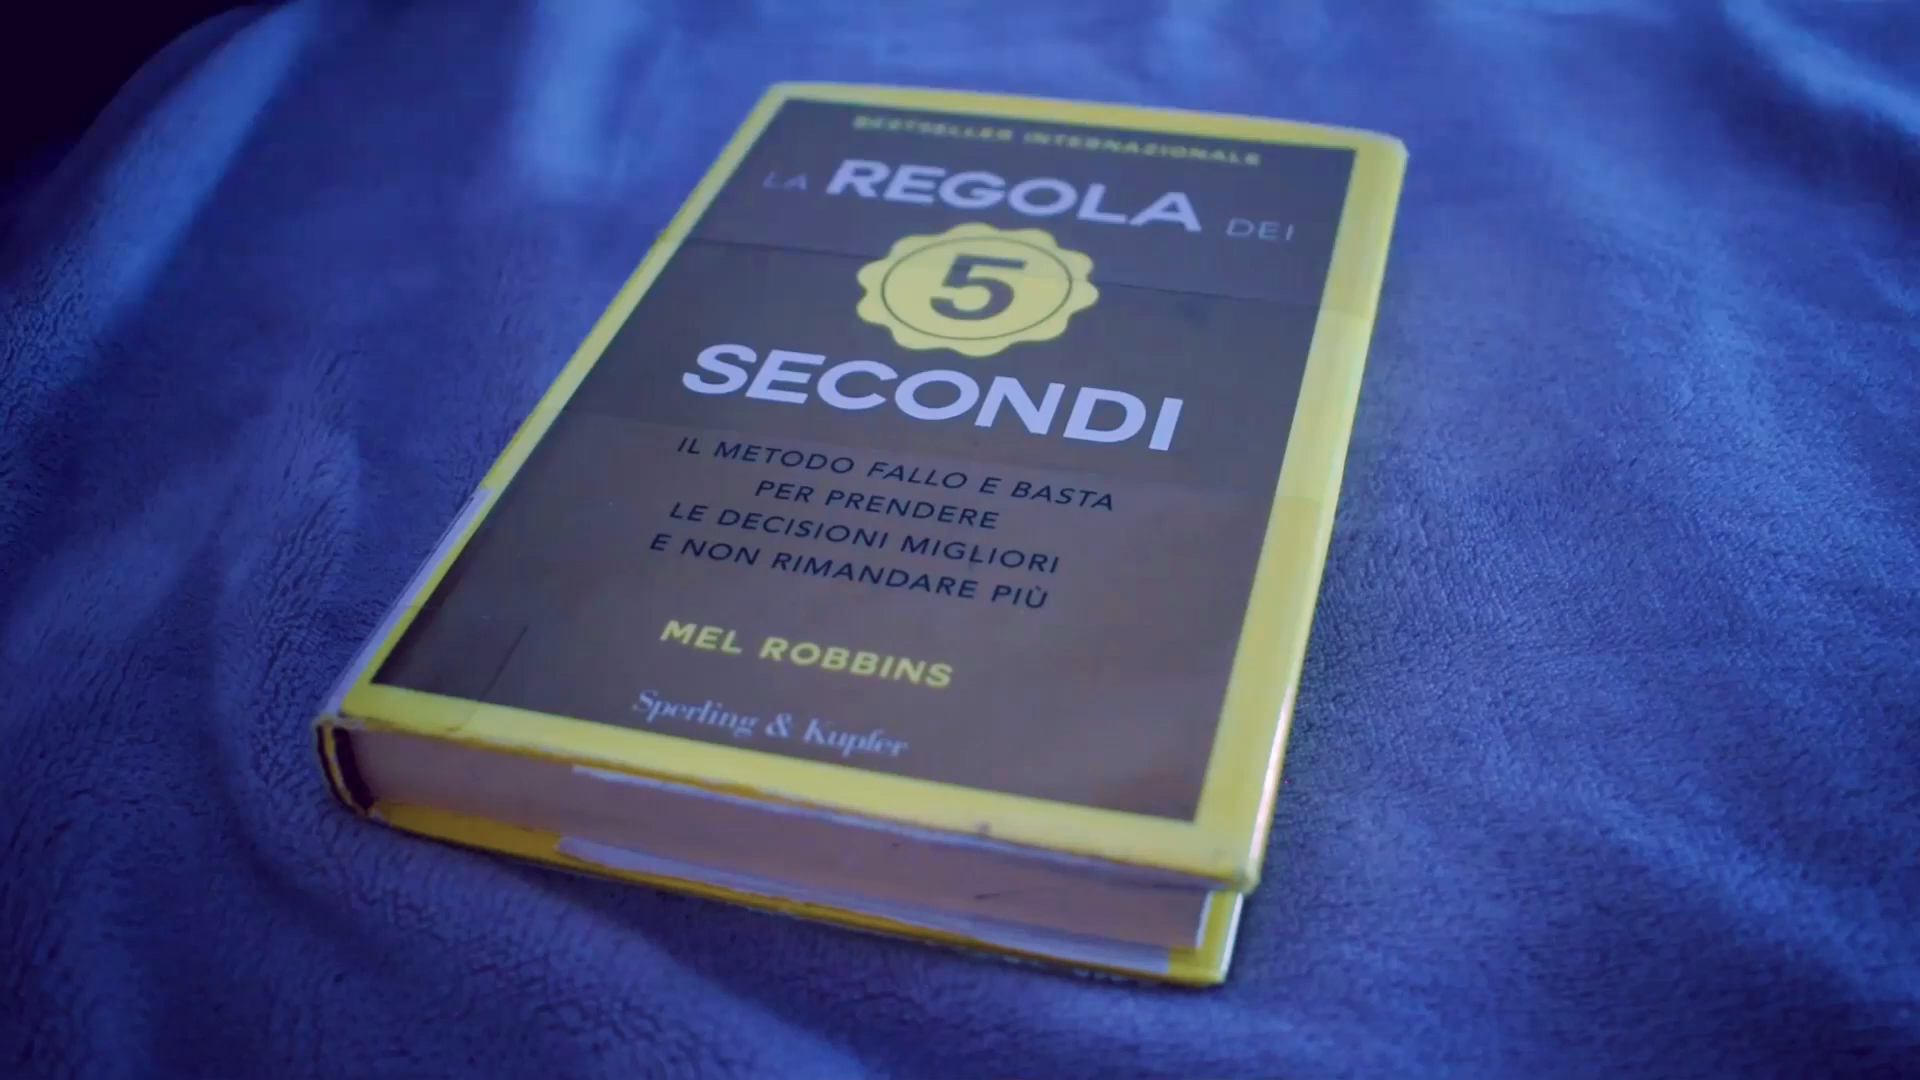 BESTSELLER INTERNAZIONALE
LA REGOLA DEI
5
SECONDI
IL METODO FALLO E BASTA
PER PRENDERE
LE DECISIONI MIGLIORI
E NON RIMANDARE PIÙ
MEL ROBBINS
Sperling & Kupfer